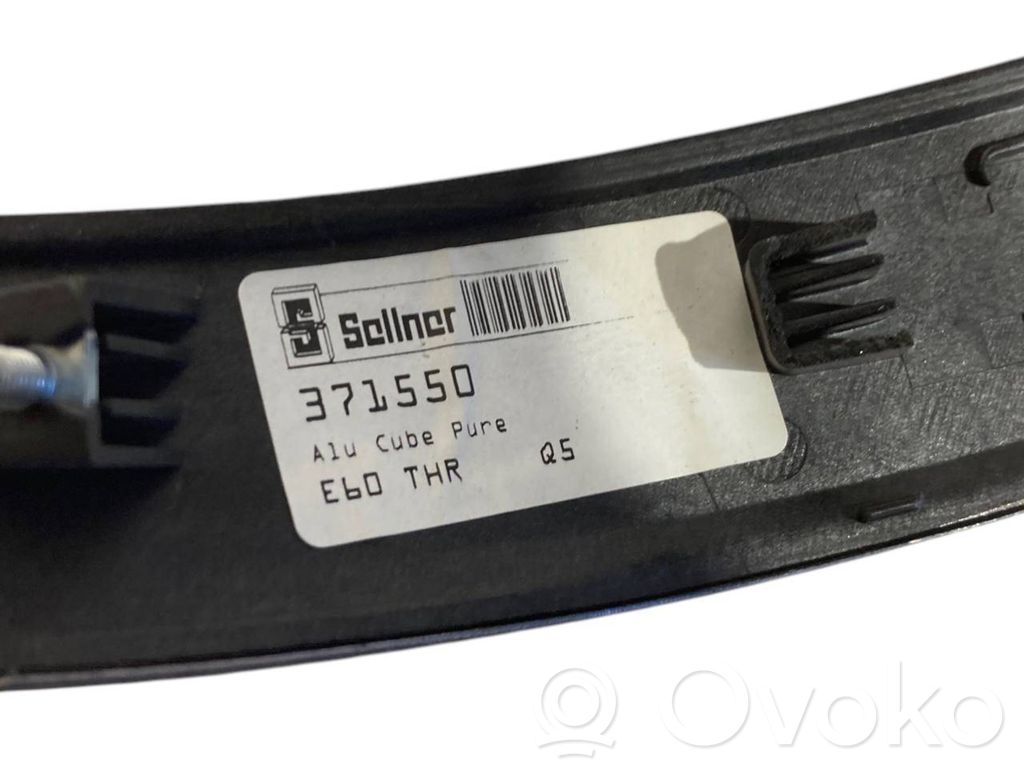 Sellner
371550
Alu Cube Pure
E60 THR Q5
Ovoko